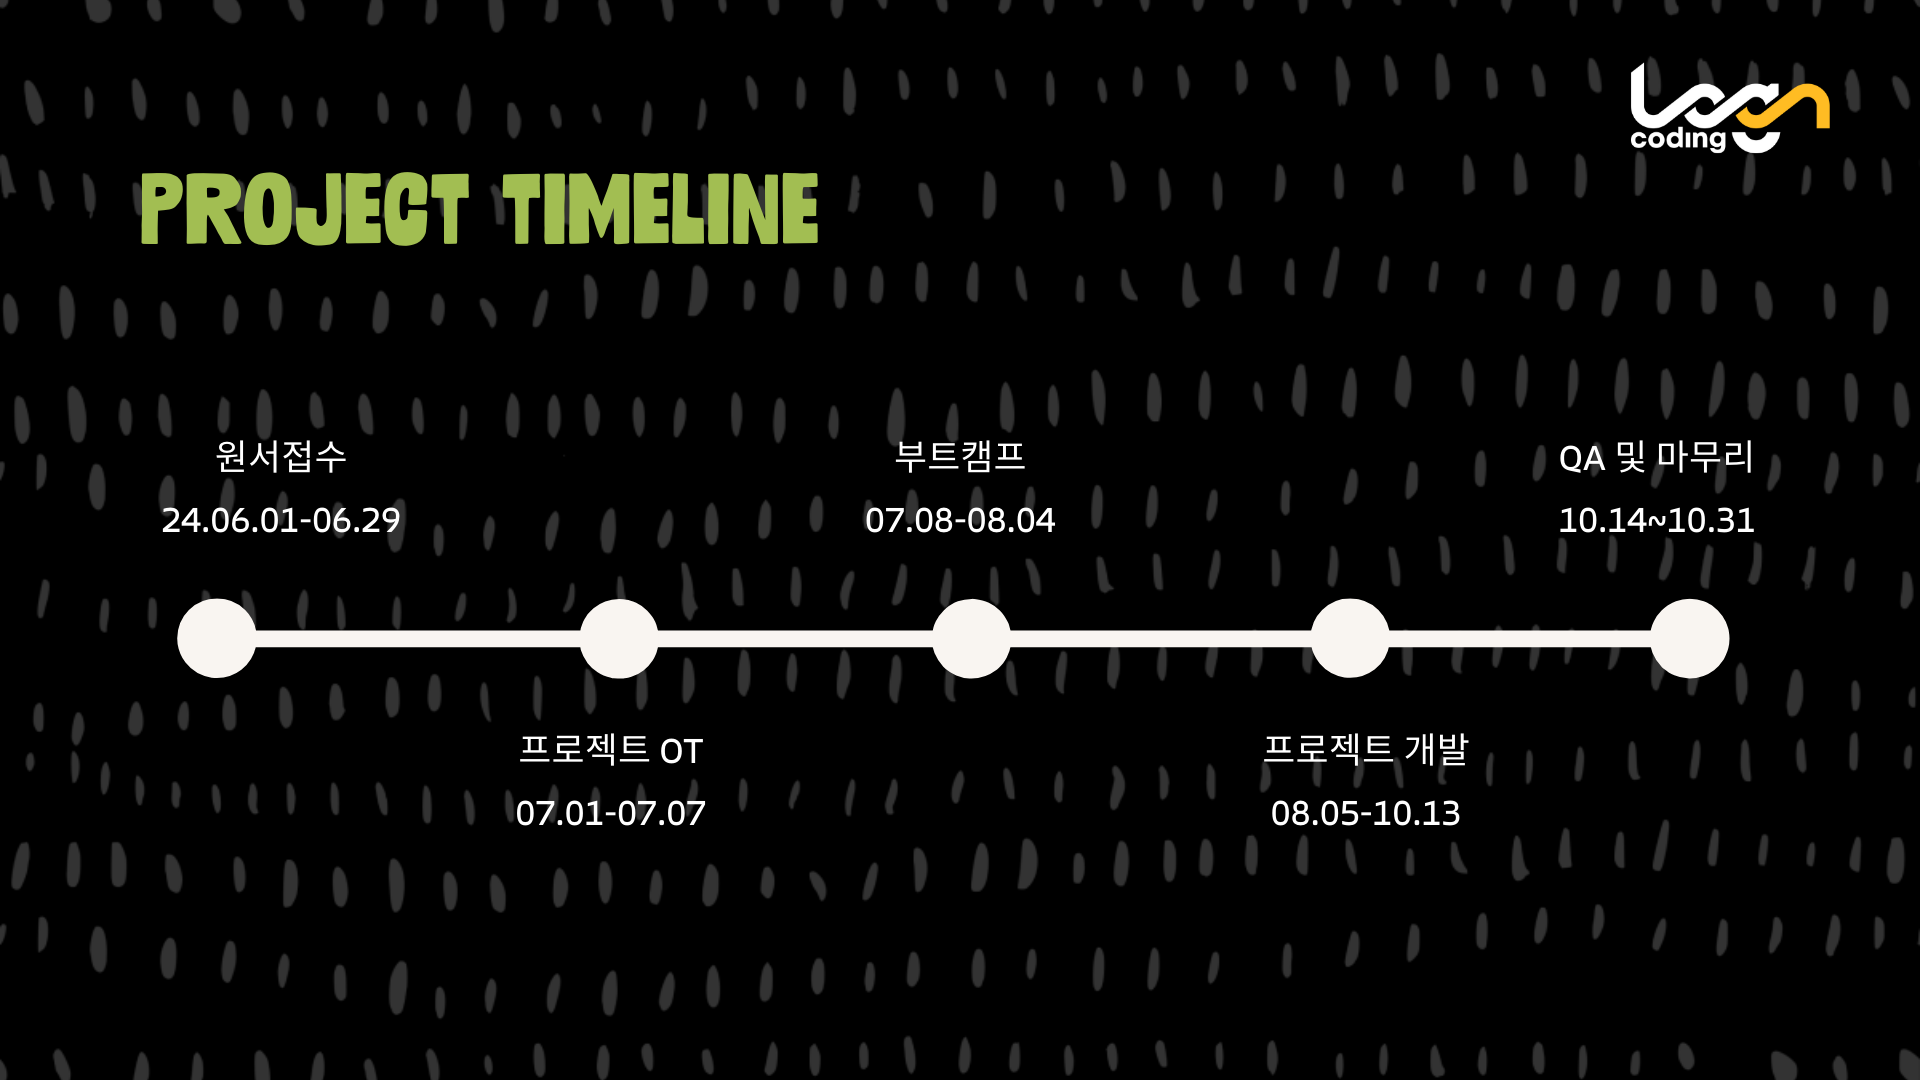 Loon
coding
PROJECT TIMELINE
원서접수
24.06.01-06.29
프로젝트 OT
07.01-07.07
부트캠프
07.08-08.04
프로젝트 개발
08.05-10.13
QA 및 마무리
10.14~10.31